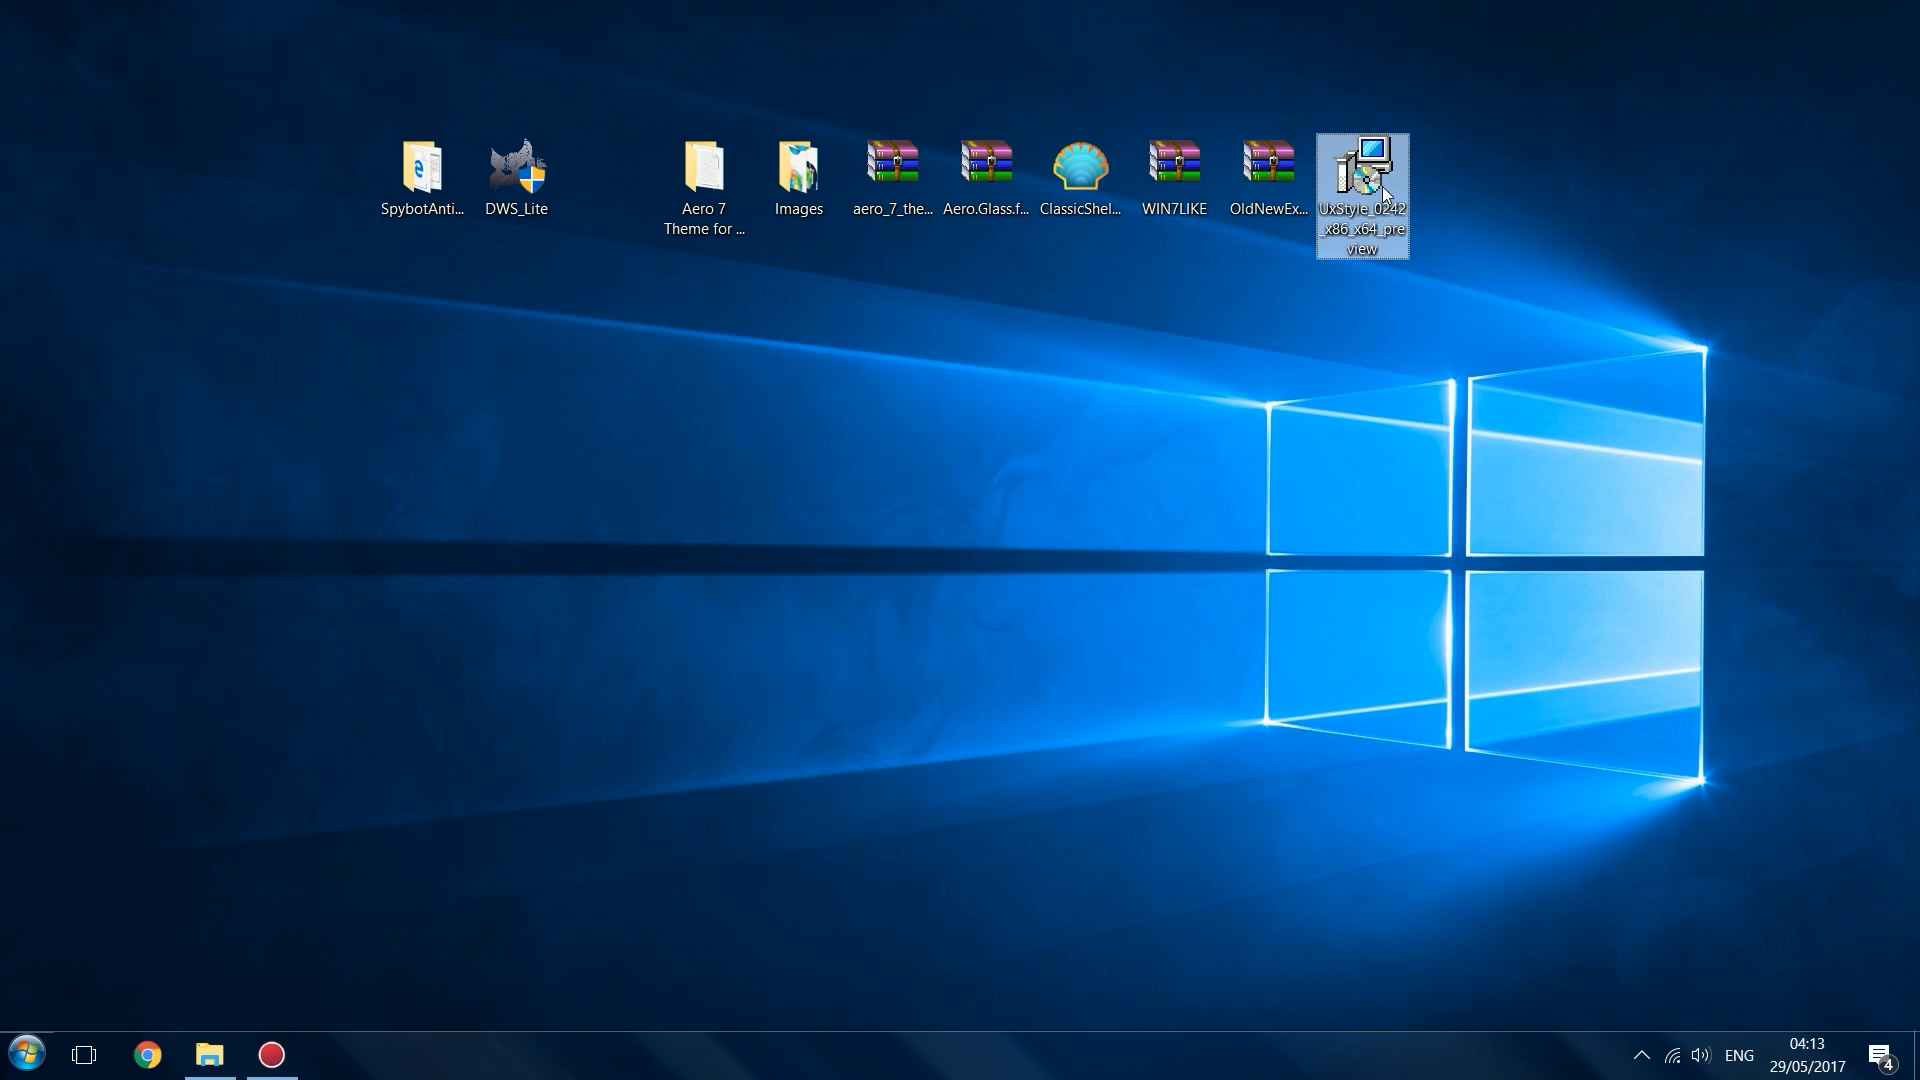 SpybotAnti...
DWS_Lite
Aero 7
Theme for ...
Images
aero_7_the...
Aero.Glass.f...
ClassicShel...
WIN7LIKE
OldNewEx...
UxStyle_0242
_x86_x64_pre
view
ENG
04:13
29/05/2017
4